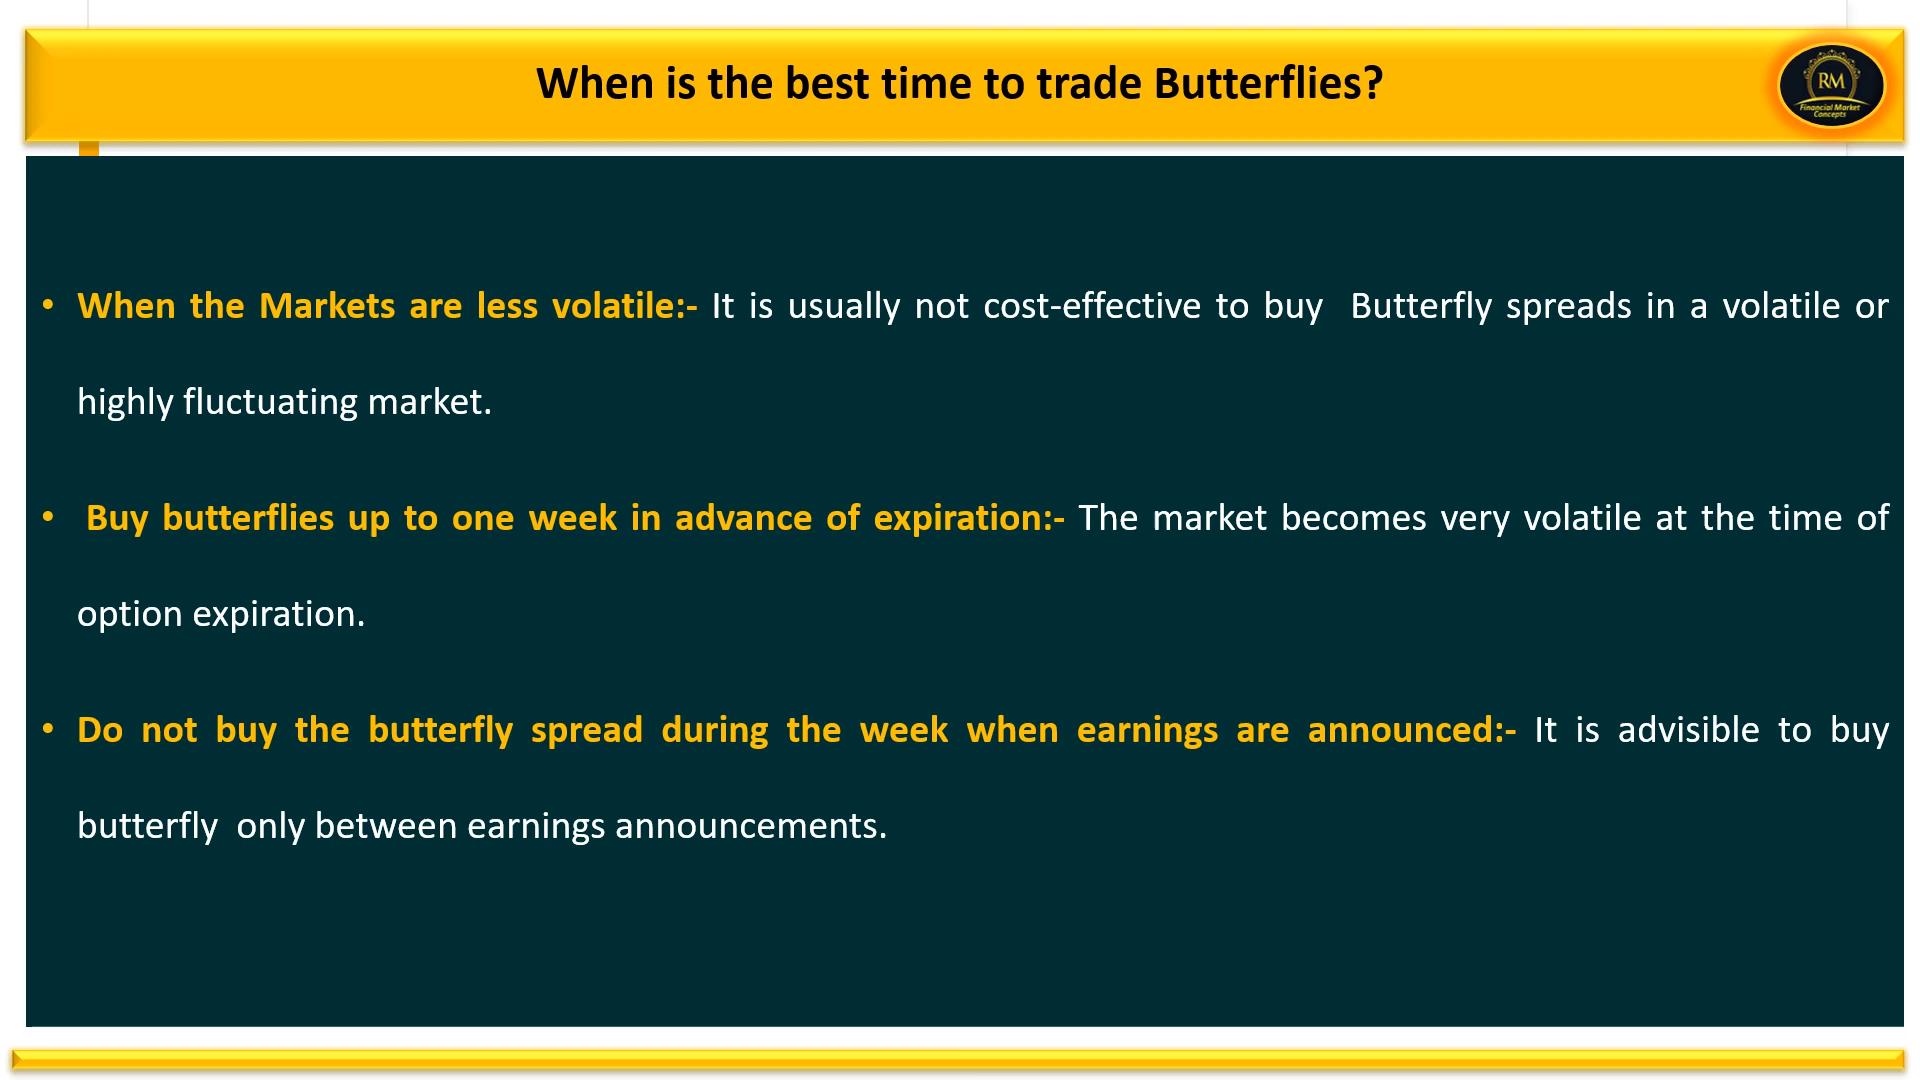 When is the best time to trade Butterflies?
RM
Financial Market
Concepts
• When the Markets are less volatile:- It is usually not cost-effective to buy  Butterfly spreads in a volatile or
highly fluctuating market.
•  Buy butterflies up to one week in advance of expiration:- The market becomes very volatile at the time of
option expiration.
• Do not buy the butterfly spread during the week when earnings are announced:- It is advisible to buy
butterfly  only between earnings announcements.